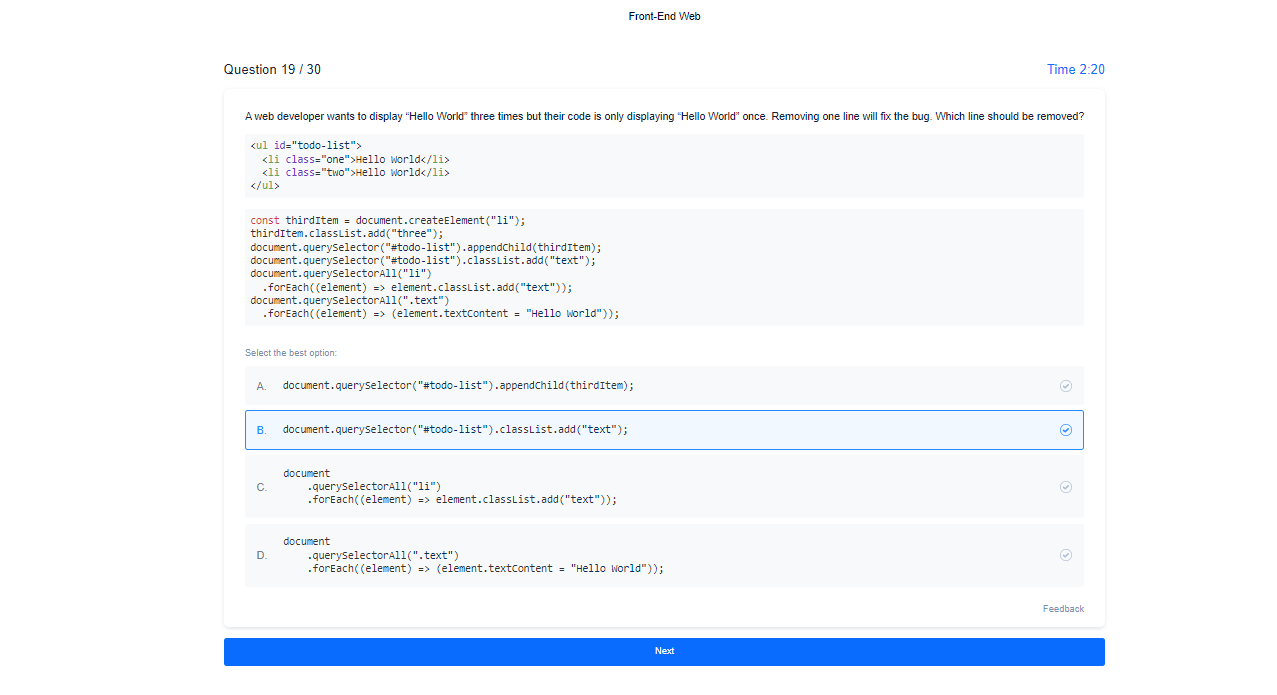 Front-End Web
Question 19 / 30
Time 2:20
A web developer wants to display “Hello World” three times but their code is only displaying “Hello World” once. Removing one line will fix the bug. Which line should be removed?
<ul id="todo-list">
  <li class="one">Hello World</li>
  <li class="two">Hello World</li>
</ul>
const thirdItem = document.createElement("li");
thirdItem.classList.add("three");
document.querySelector("#todo-list").appendChild(thirdItem);
document.querySelector("#todo-list").classList.add("text");
document.querySelectorAll("li")
  .forEach((element) => element.classList.add("text"));
document.querySelectorAll(".text")
  .forEach((element) => (element.textContent = "Hello World"));
Select the best option:
A. document.querySelector("#todo-list").appendChild(thirdItem);
B. document.querySelector("#todo-list").classList.add("text");
C. document
    .querySelectorAll("li")
    .forEach((element) => element.classList.add("text"));
D. document
    .querySelectorAll(".text")
    .forEach((element) => (element.textContent = "Hello World"));
Feedback
Next